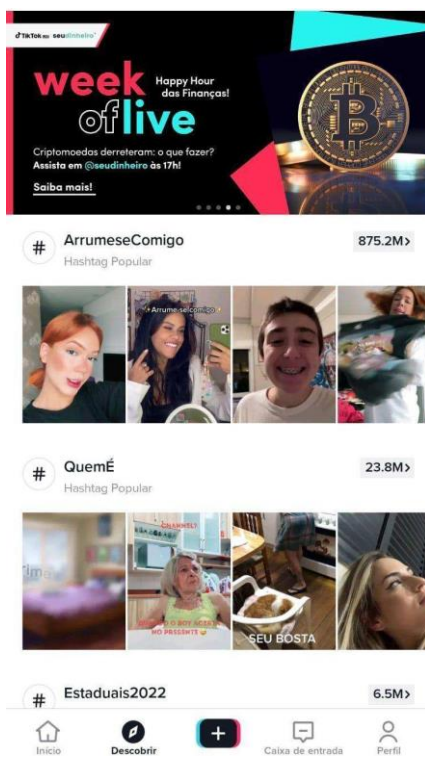 TikTok seudinheiro
week
of live
Happy Hour
das Finanças!
Criptomoedas derreteram: o que fazer?
Assista em @seudinheiro às 17h!
Saiba mais!
# ArrumeseComigo 875.2M>
Hashtag Popular
Arrume-se comigo
# QuemÉ 23.8M>
Hashtag Popular
NO PRESENTE
SEU BOSTA
# Estaduais2022 6.5M>
Início Descobrir Caixa de entrada Perfil